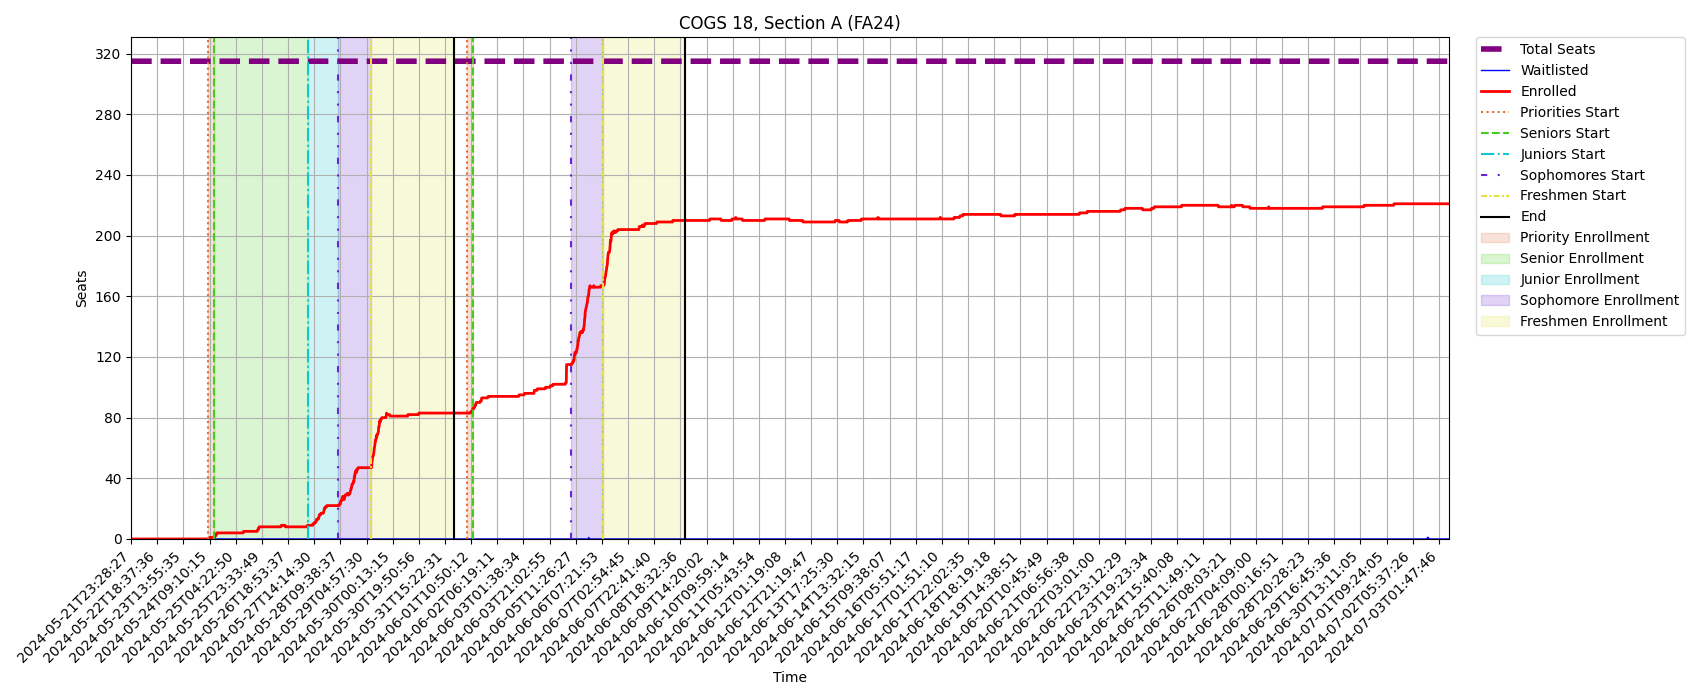 COGS 18, Section A (FA24)
320
280
240
200
160
120
80
40
0
Seats
2024-05-21T23:28:27
2024-05-22T18:37:36
2024-05-23T13:55:35
2024-05-24T09:10:15
2024-05-25T04:22:50
2024-05-25T23:33:49
2024-05-26T18:53:37
2024-05-27T14:14:30
2024-05-28T09:38:37
2024-05-29T04:57:30
2024-05-30T00:13:15
2024-05-30T19:50:56
2024-05-31T15:22:31
2024-06-01T10:50:12
2024-06-02T06:19:11
2024-06-03T01:38:34
2024-06-03T21:02:55
2024-06-05T11:26:27
2024-06-06T07:21:53
2024-06-07T02:54:45
2024-06-07T22:41:40
2024-06-08T18:32:36
2024-06-09T14:20:02
2024-06-10T09:59:14
2024-06-11T05:43:54
2024-06-12T01:19:08
2024-06-12T21:19:47
2024-06-13T17:25:30
2024-06-14T13:32:15
2024-06-15T09:38:07
2024-06-16T05:51:17
2024-06-17T01:51:10
2024-06-17T22:02:35
2024-06-18T18:19:18
2024-06-19T14:38:51
2024-06-20T10:45:49
2024-06-21T06:56:38
2024-06-22T03:01:00
2024-06-22T23:12:29
2024-06-23T19:23:34
2024-06-24T15:40:08
2024-06-25T11:49:11
2024-06-26T08:03:21
2024-06-27T04:09:00
2024-06-28T00:16:51
2024-06-28T20:28:23
2024-06-29T16:45:36
2024-06-30T13:11:05
2024-07-01T09:24:05
2024-07-02T05:37:26
2024-07-03T01:47:46
Time
Total Seats
Waitlisted
Enrolled
Priorities Start
Seniors Start
Juniors Start
Sophomores Start
Freshmen Start
End
Priority Enrollment
Senior Enrollment
Junior Enrollment
Sophomore Enrollment
Freshmen Enrollment